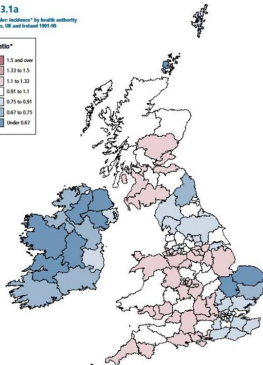 3.1a
der: incidence* by health authority
s, UK and Ireland 1991-99
atio*
1.5 and over
1.33 to 1.5
1.1 to 1.33
0.91 to 1.1
0.75 to 0.91
0.67 to 0.75
Under 0.67